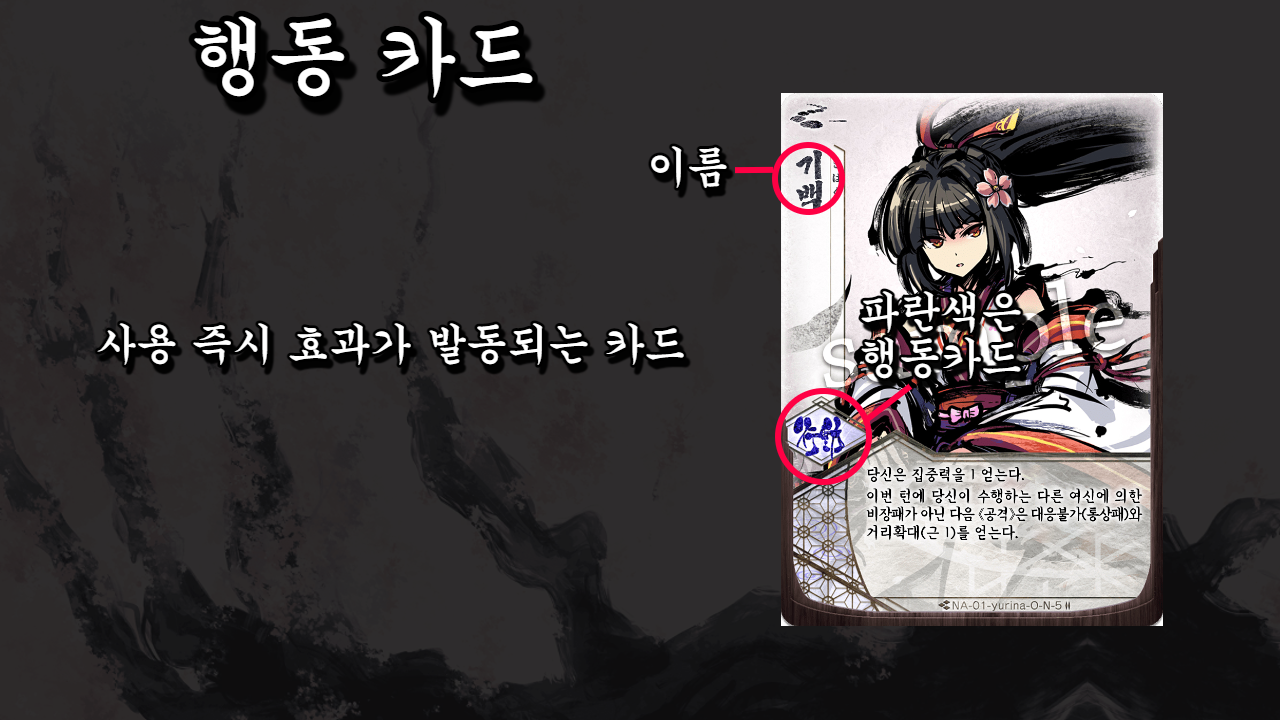 행동 카드
이름
기백
파란색은
행동카드
사용 즉시 효과가 발동되는 카드
당신은 집중력을 1 얻는다.
이번 턴에 당신이 수행하는 다른 여신에 의한
비장패가 아닌 다음 《공격》은 대응불가(통상패)와
거리확대(근 1)를 얻는다.
NA-01-yurina-O-N-5